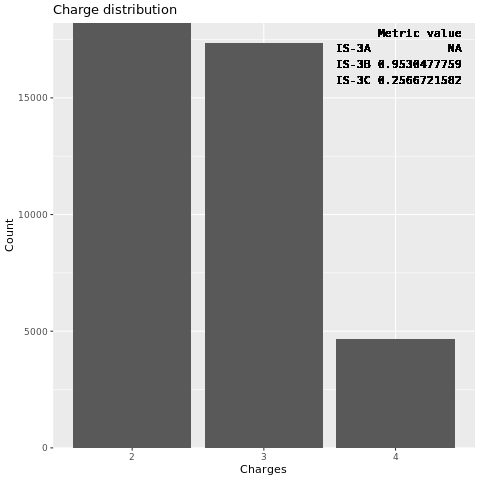 Charge distribution
Metric value
IS-3A NA
IS-3B 0.9530477759
IS-3C 0.2566721582
15000
10000
5000
0
Count
2 3 4
Charges